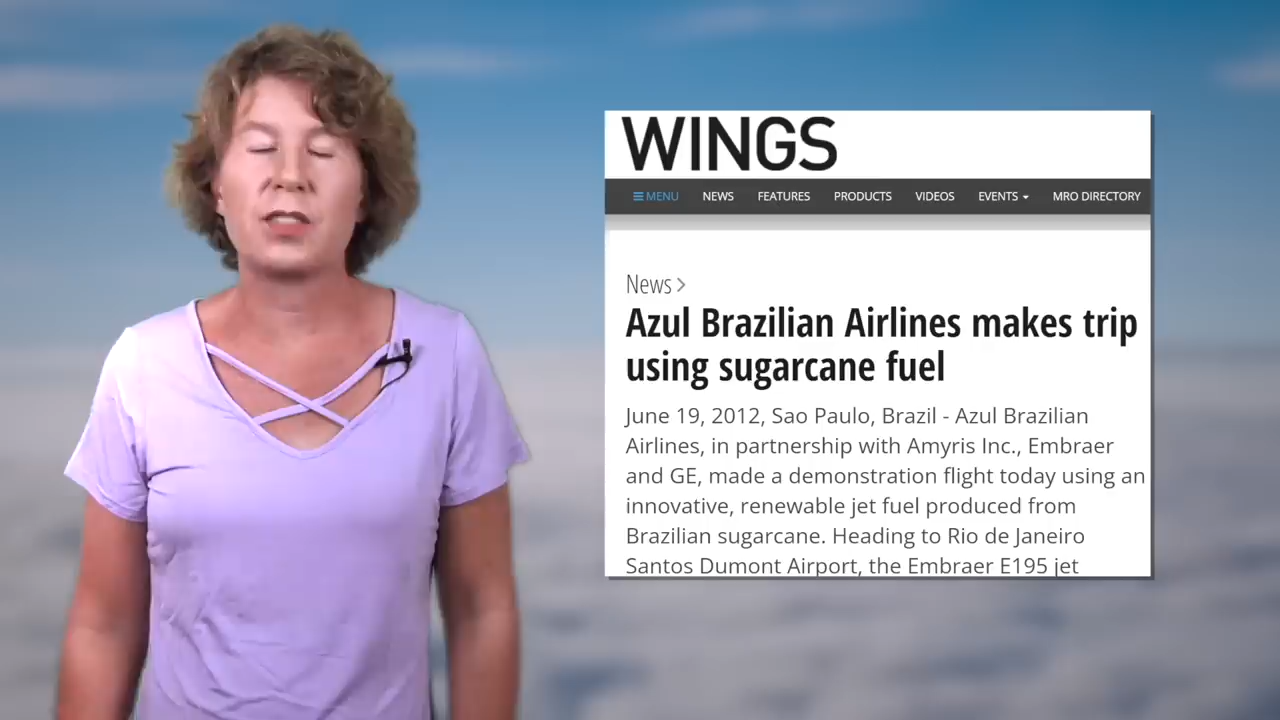 WINGS
MENU NEWS FEATURES PRODUCTS VIDEOS EVENTS MRO DIRECTORY
News >
Azul Brazilian Airlines makes trip
using sugarcane fuel
June 19, 2012, Sao Paulo, Brazil - Azul Brazilian
Airlines, in partnership with Amyris Inc., Embraer
and GE, made a demonstration flight today using an
innovative, renewable jet fuel produced from
Brazilian sugarcane. Heading to Rio de Janeiro
Santos Dumont Airport, the Embraer E195 jet